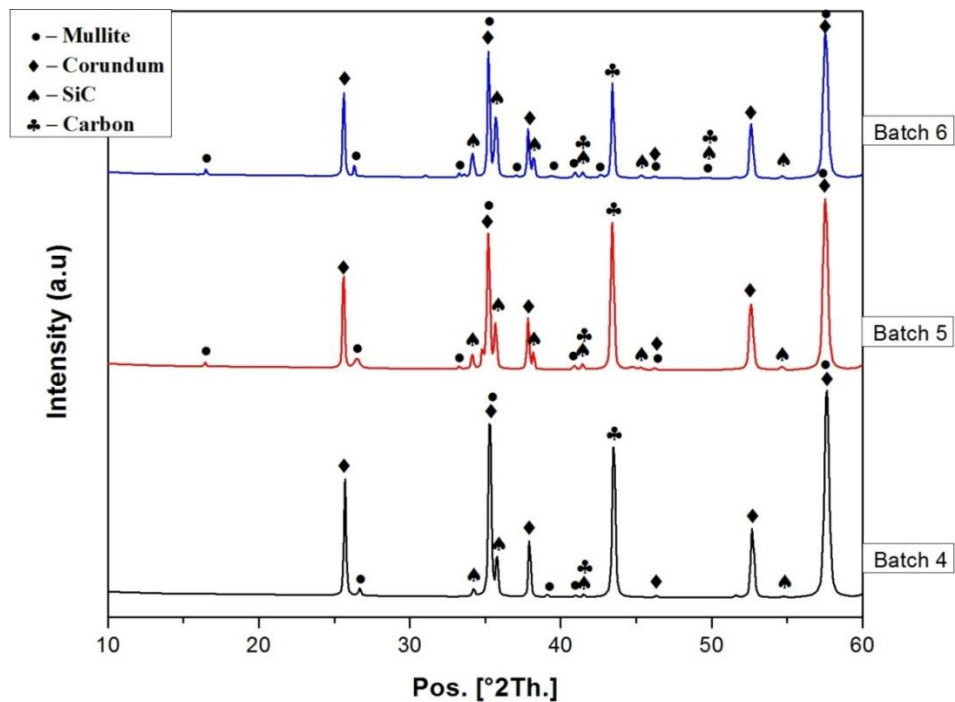 ● – Mullite
♦ – Corundum
♠ – SiC
♣ – Carbon
Batch 6
Batch 5
Batch 4
Intensity (a.u)
10 20 30 40 50 60
Pos. [°2Th.]